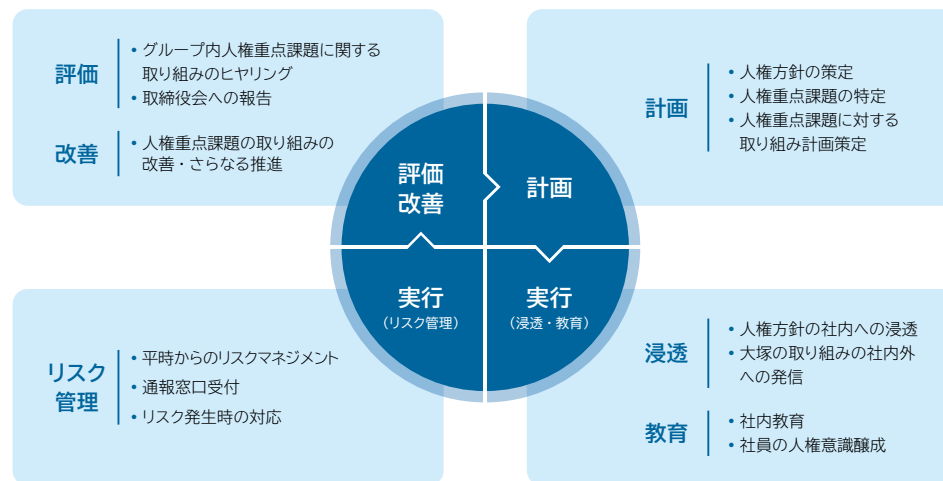 評価
• グループ内人権重点課題に関する
取り組みのヒヤリング
• 取締役会への報告
改善
• 人権重点課題の取り組みの
改善・さらなる推進
計画
• 人権方針の策定
• 人権重点課題の特定
• 人権重点課題に対する
取り組み計画策定
評価
改善
計画
実行
（リスク管理）
実行
（浸透・教育）
リスク
管理
• 平時からのリスクマネジメント
• 通報窓口受付
• リスク発生時の対応
浸透
• 人権方針の社内への浸透
• 大塚の取り組みの社内外
への発信
教育
• 社内教育
• 社員の人権意識醸成